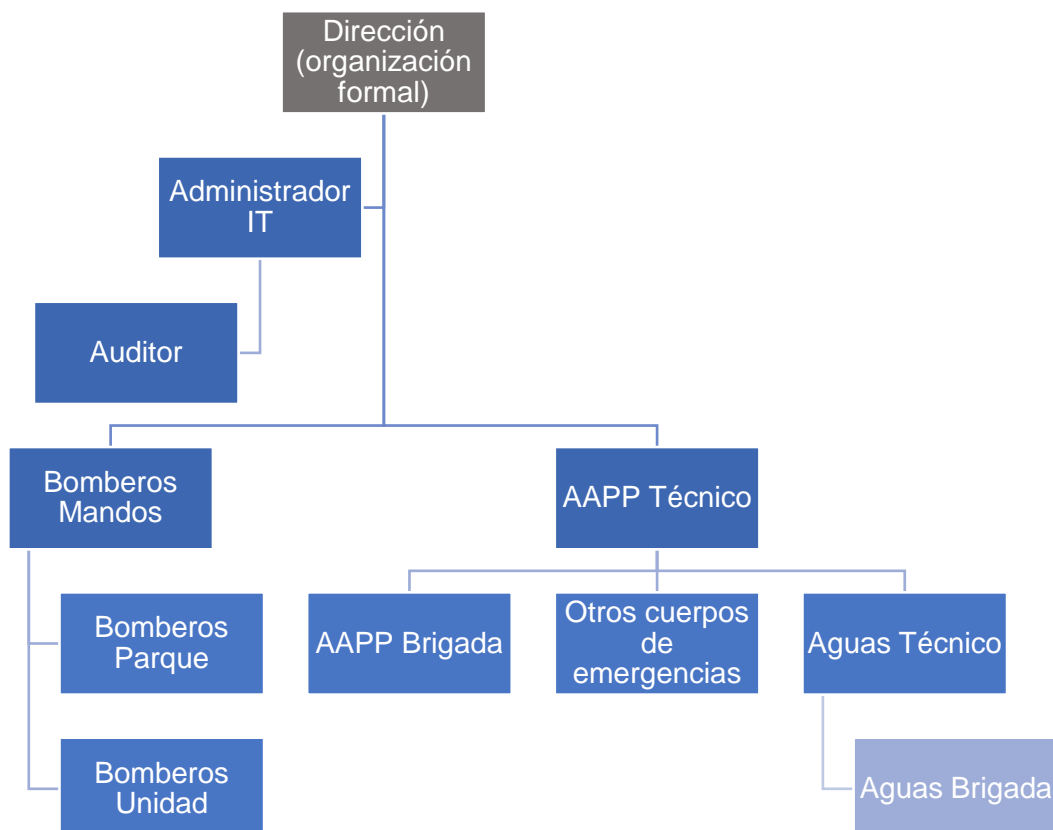 Dirección
(organización
formal)
Administrador
IT
Auditor
Bomberos
Mandos
AAPP Técnico
Bomberos
Parque
AAPP Brigada
Otros cuerpos
de
emergencias
Aguas Técnico
Bomberos
Unidad
Aguas Brigada